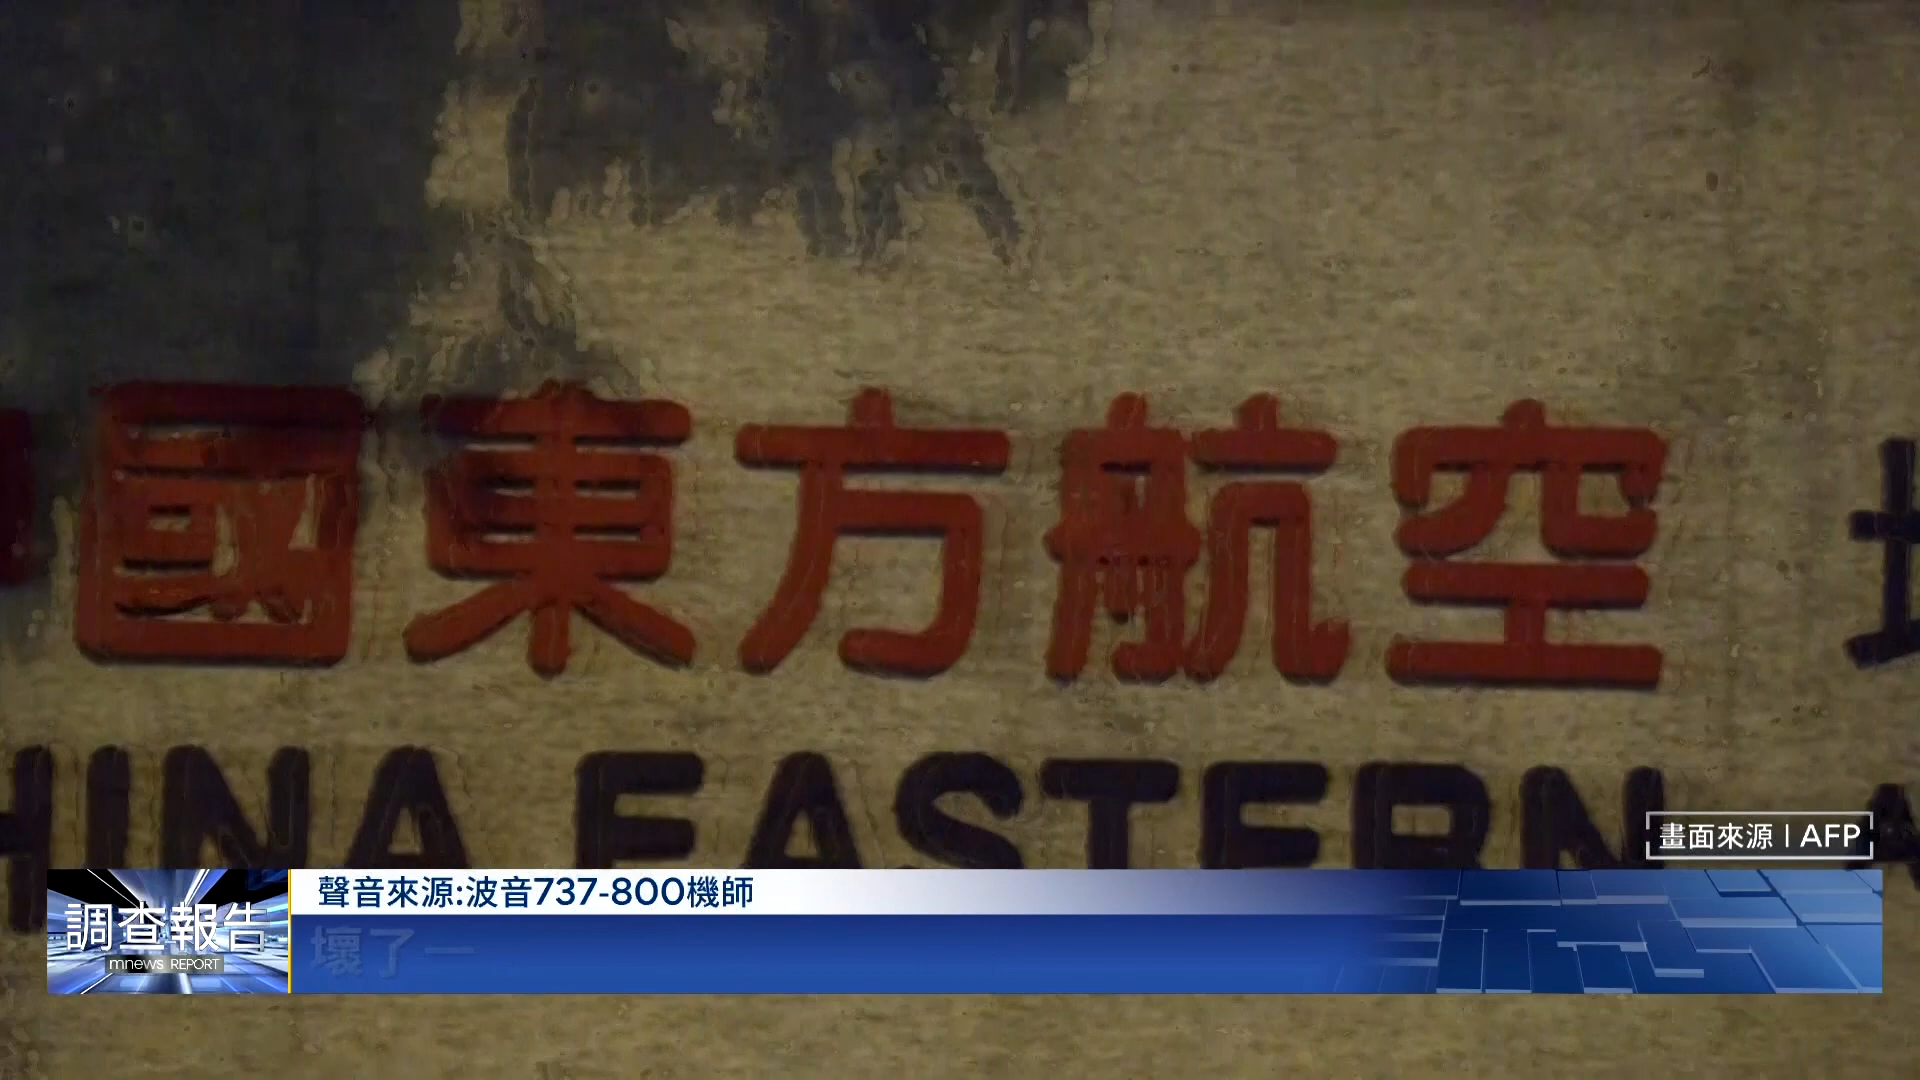 國東方航空
CHINA EASTERN
畫面來源 | AFP
聲音來源:波音737-800機師
調查報告
mnews REPORT
壞了一